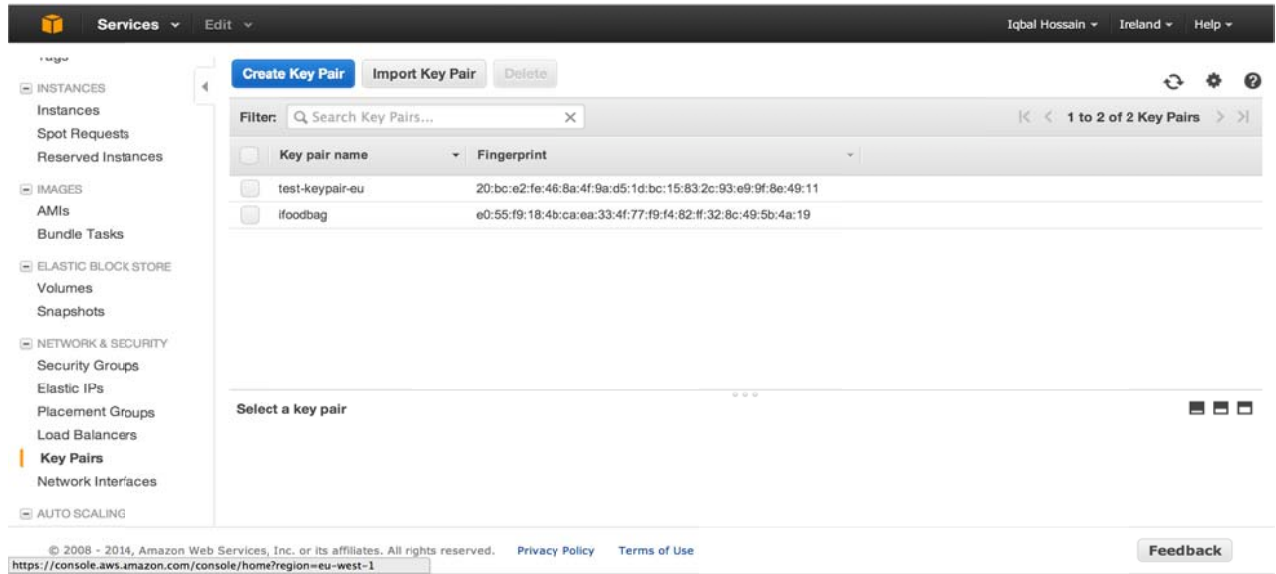 Services Edit Iqbal Hossain Ireland Help
Tags
INSTANCES
Instances
Spot Requests
Reserved Instances
IMAGES
AMIs
Bundle Tasks
ELASTIC BLOCK STORE
Volumes
Snapshots
NETWORK & SECURITY
Security Groups
Elastic IPs
Placement Groups
Load Balancers
Key Pairs
Network Interfaces
AUTO SCALING
Create Key Pair Import Key Pair Delete
Filter: Search Key Pairs... 1 to 2 of 2 Key Pairs
Key pair name Fingerprint
test-keypair-eu 20:bc:e2:fe:46:8a:4f:9a:d5:1d:bc:15:83:2c:93:e9:9f:8e:49:11
ifoodbag e0:55:f9:18:4b:ca:ea:33:4f:77:f9:f4:82:ff:32:8c:49:5b:4a:19
Select a key pair
© 2008 - 2014, Amazon Web Services, Inc. or its affiliates. All rights reserved. Privacy Policy Terms of Use Feedback
https://console.aws.amazon.com/console/home?region=eu-west-1